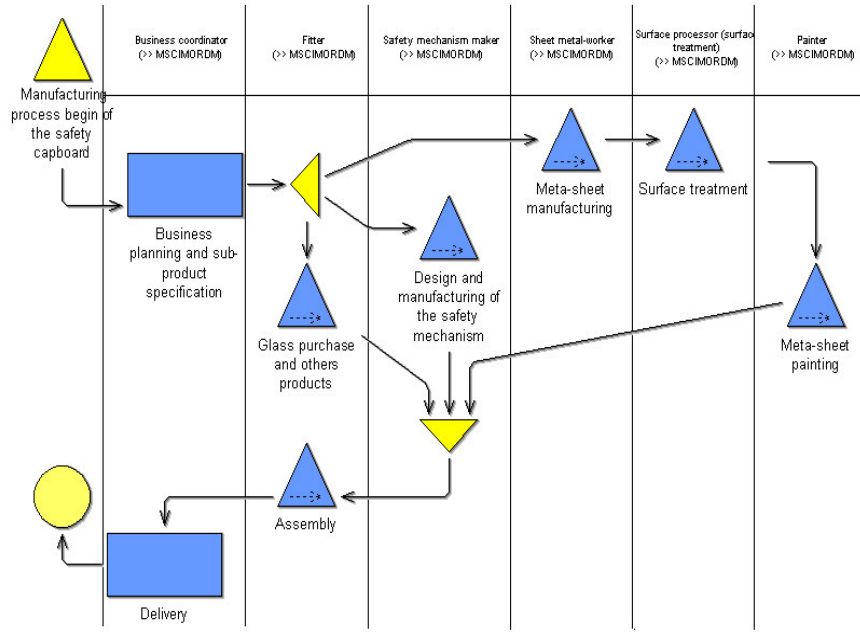 Business coordinator
(>> MSCIMORDM)
Fitter
(>> MSCIMORDM)
Safety mechanism maker
(>> MSCIMORDM)
Sheet metal-worker
(>> MSCIMORDM)
Surface processor (surface
treatment)
(>> MSCIMORDM)
Painter
(>> MSCIMORDM)
Manufacturing
process begin of
the safety
capboard
Business
planning and sub-
product
specification
Glass purchase
and others
products
Design and
manufacturing of
the safety
mechanism
Meta-sheet
manufacturing
Surface treatment
Meta-sheet
painting
Assembly
Delivery